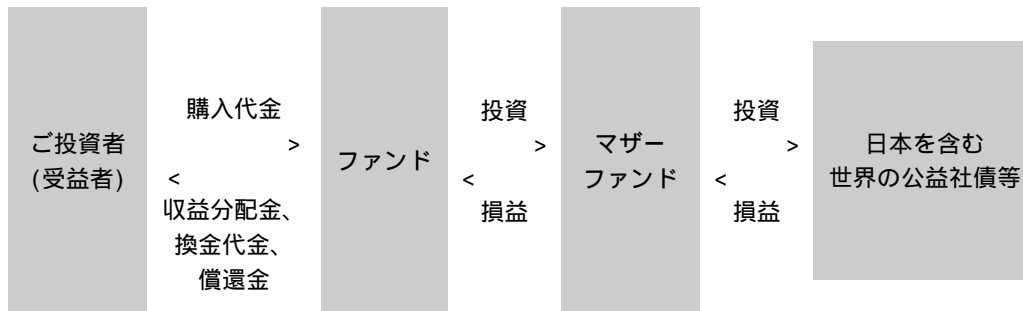 ご投資者
(受益者)
購入代金
>
<
収益分配金、
換金代金、
償還金
ファンド
投資
>
<
損益
マザー
ファンド
投資
>
<
損益
日本を含む
世界の公益社債等